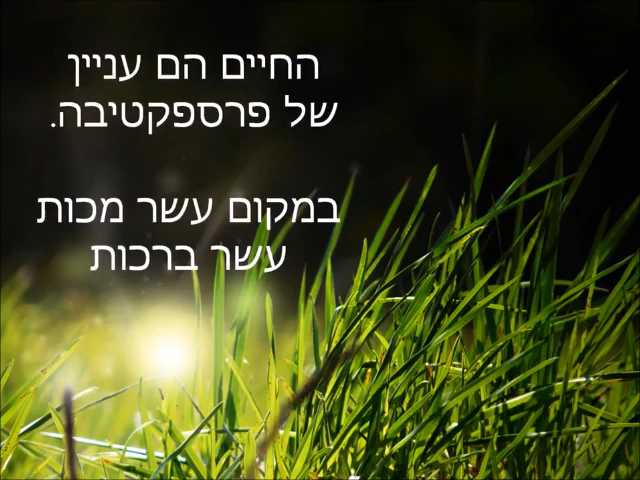 החיים הם עניין
של פרספקטיבה.
במקום עשר מכות
עשר ברכות